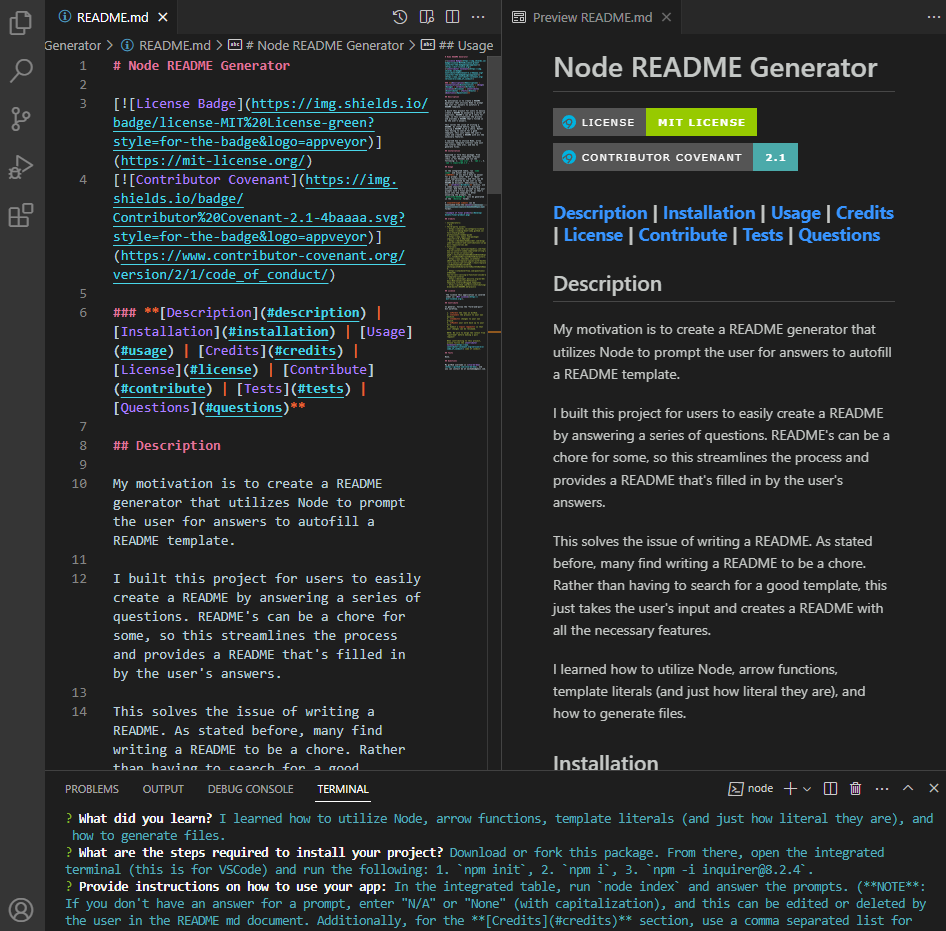 README.md
Preview README.md
Generator > README.md > # Node README Generator > ## Usage
1 # Node README Generator
2
3 [![License Badge](https://img.shields.io/
badge/license-MIT%20License-green?
style=for-the-badge&logo=appveyor)]
(https://mit-license.org/)
4 [![Contributor Covenant](https://img.
shields.io/badge/
Contributor%20Covenant-2.1-4baaaa.svg?
style=for-the-badge&logo=appveyor)]
(https://www.contributor-covenant.org/
version/2/1/code_of_conduct/)
5
6 ### **[Description](#description) |
[Installation](#installation) | [Usage]
(#usage) | [Credits](#credits) |
[License](#license) | [Contribute]
(#contribute) | [Tests](#tests) |
[Questions](#questions)**
7
8 ## Description
9
10 My motivation is to create a README
generator that utilizes Node to prompt
the user for answers to autofill a
README template.
11
12 I built this project for users to easily
create a README by answering a series of
questions. README's can be a chore for
some, so this streamlines the process
and provides a README that's filled in
by the user's answers.
13
14 This solves the issue of writing a
README. As stated before, many find
writing a README to be a chore. Rather
than having to search for a good
Node README Generator
LICENSE MIT LICENSE
CONTRIBUTOR COVENANT 2.1
Description | Installation | Usage | Credits
| License | Contribute | Tests | Questions
Description
My motivation is to create a README generator that
utilizes Node to prompt the user for answers to autofill
a README template.
I built this project for users to easily create a README
by answering a series of questions. README's can be a
chore for some, so this streamlines the process and
provides a README that's filled in by the user's
answers.
This solves the issue of writing a README. As stated
before, many find writing a README to be a chore.
Rather than having to search for a good template, this
just takes the user's input and creates a README with
all the necessary features.
I learned how to utilize Node, arrow functions,
template literals (and just how literal they are), and
how to generate files.
Installation
PROBLEMS OUTPUT DEBUG CONSOLE TERMINAL node
? What did you learn? I learned how to utilize Node, arrow functions, template literals (and just how literal they are), and
how to generate files.
? What are the steps required to install your project? Download or fork this package. From there, open the integrated
terminal (this is for VSCode) and run the following: 1. `npm init`, 2. `npm i`, 3. `npm -i inquirer@8.2.4`.
? Provide instructions on how to use your app: In the integrated table, run `node index` and answer the prompts. (**NOTE**:
If you don't have an answer for a prompt, enter "N/A" or "None" (with capitalization), and this can be edited or deleted by
the user in the README md document. Additionally, for the **[Credits](#credits)** section, use a comma separated list for